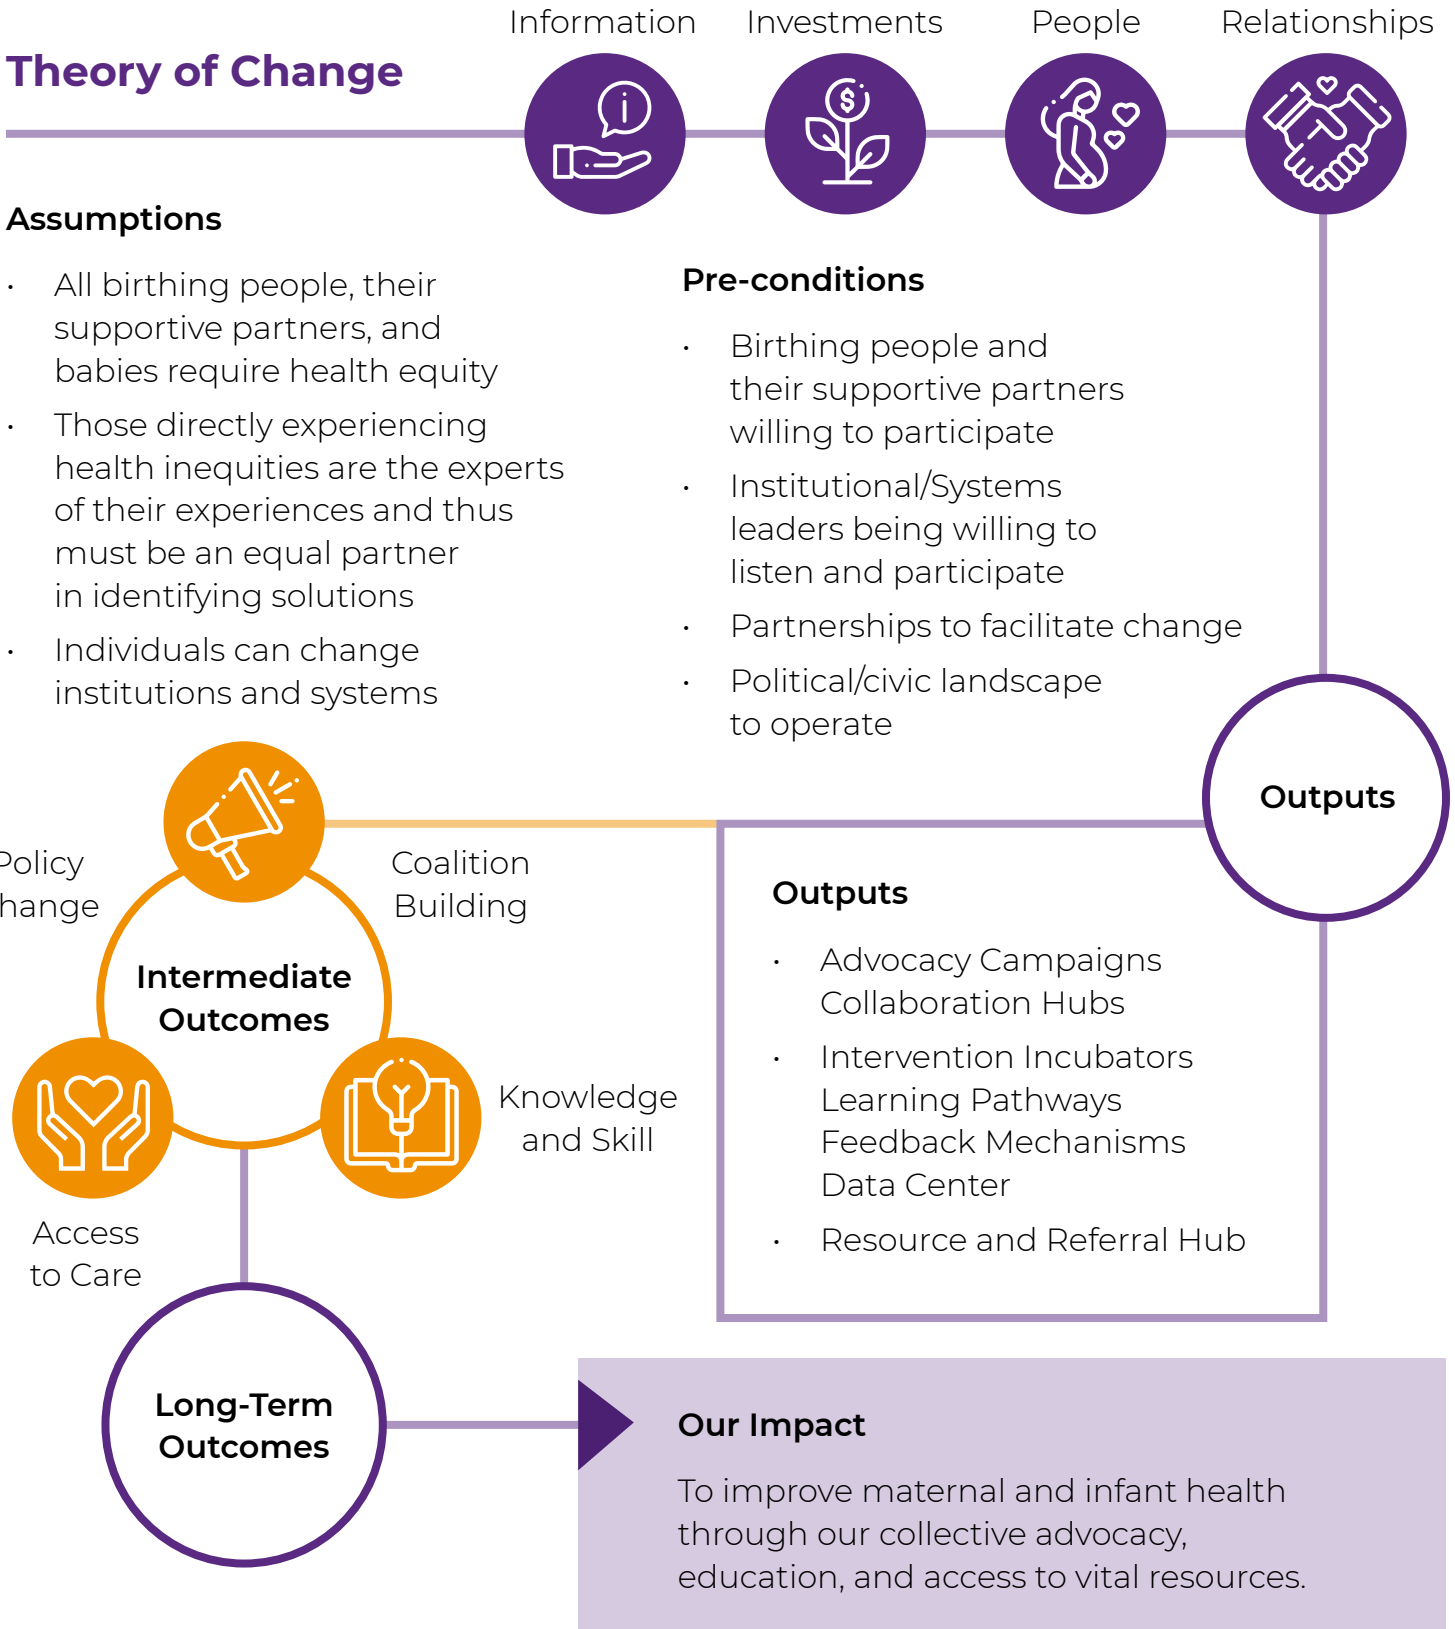 Theory of Change
Information
Investments
People
Relationships
Assumptions
· All birthing people, their
supportive partners, and
babies require health equity
· Those directly experiencing
health inequities are the experts
of their experiences and thus
must be an equal partner
in identifying solutions
· Individuals can change
institutions and systems
Pre-conditions
· Birthing people and
their supportive partners
willing to participate
· Institutional/Systems
leaders being willing to
listen and participate
· Partnerships to facilitate change
· Political/civic landscape
to operate
Outputs
Outputs
· Advocacy Campaigns
Collaboration Hubs
· Intervention Incubators
Learning Pathways
Feedback Mechanisms
Data Center
· Resource and Referral Hub
Policy
hange
Coalition
Building
Intermediate
Outcomes
Knowledge
and Skill
Access
to Care
Long-Term
Outcomes
Our Impact
To improve maternal and infant health
through our collective advocacy,
education, and access to vital resources.